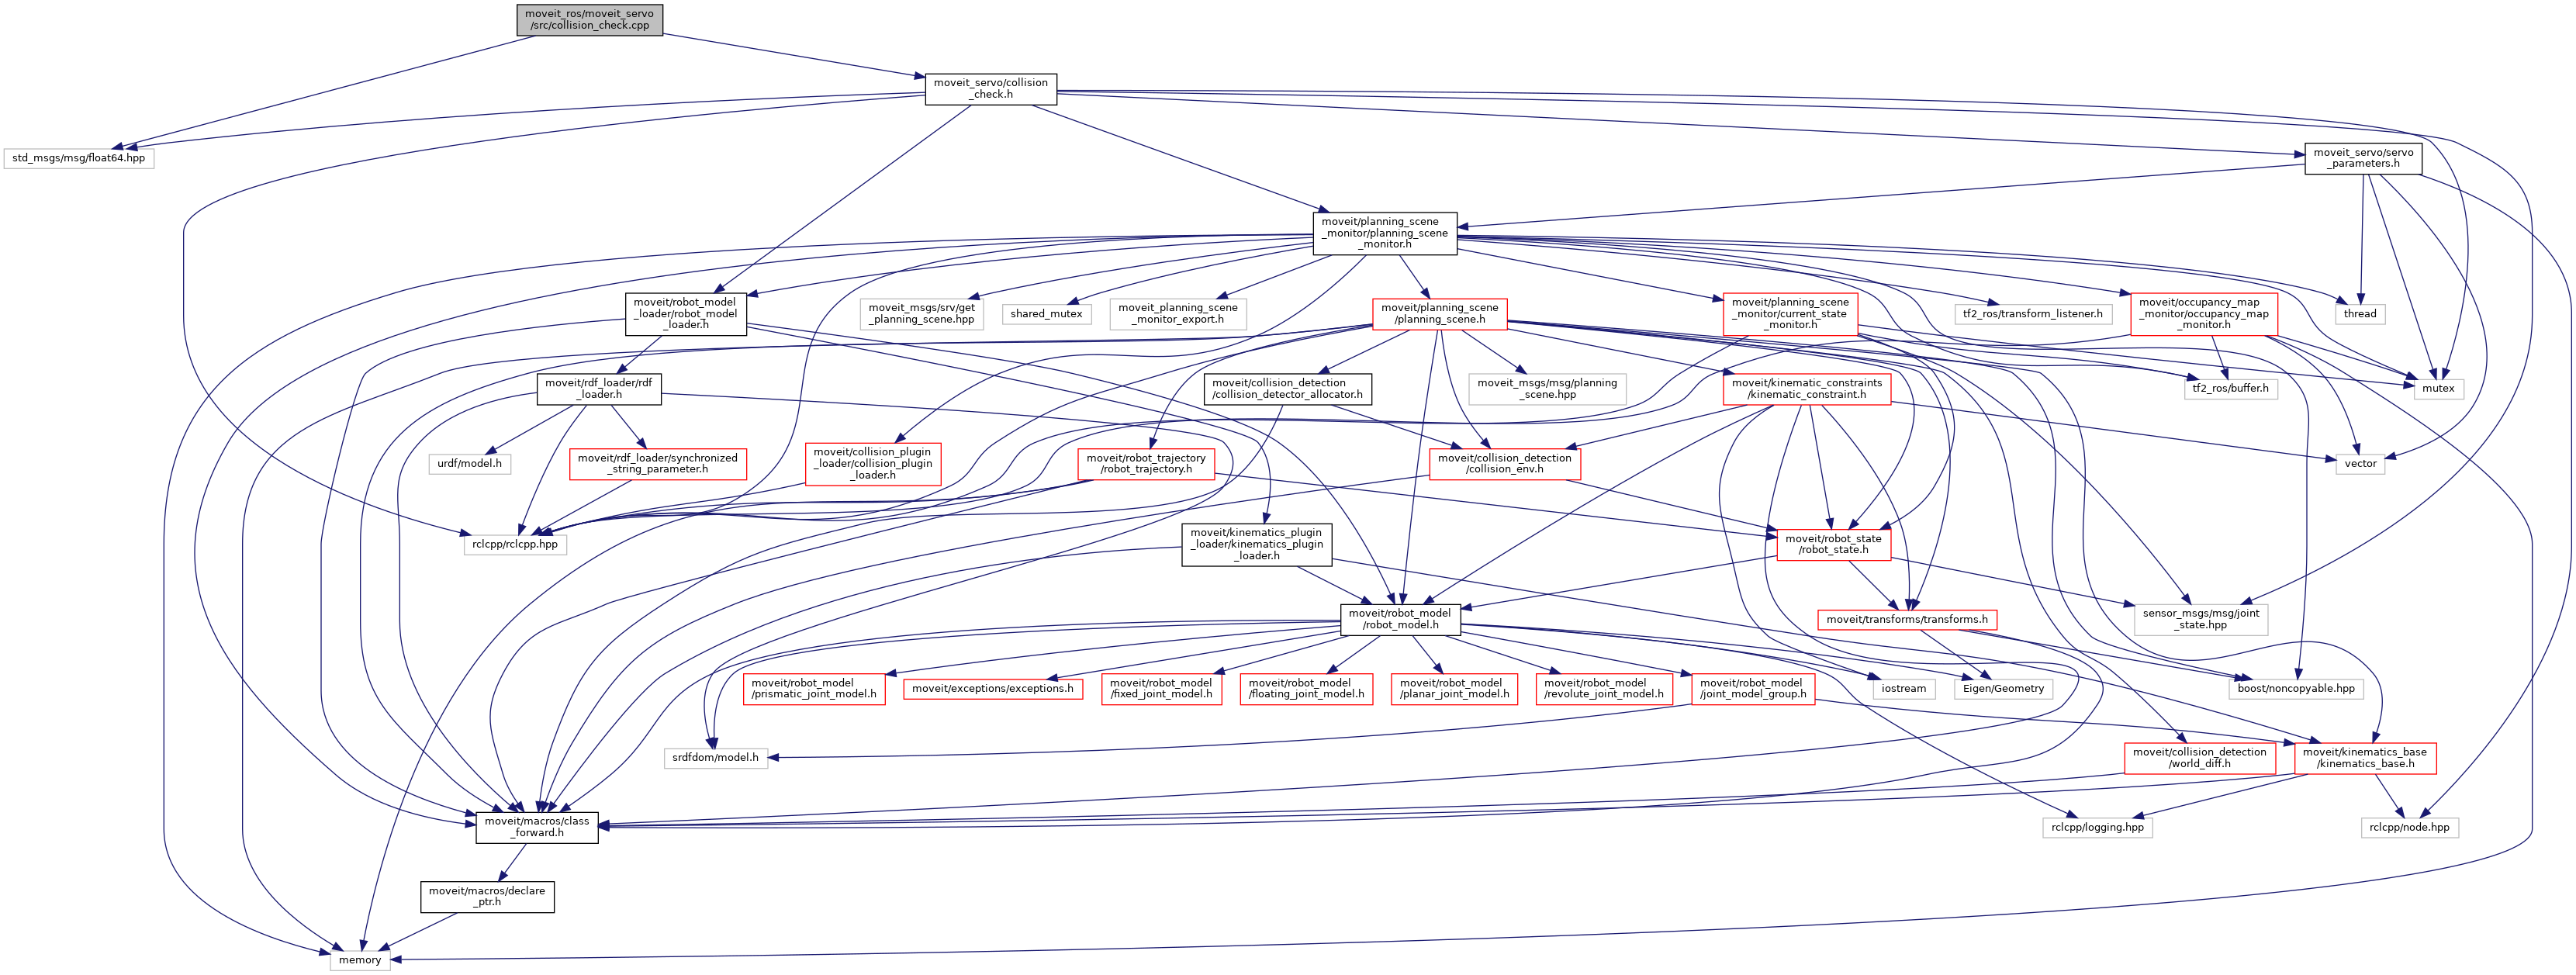 moveit_ros/moveit_servo
/src/collision_check.cpp
moveit_servo/collision
_check.h
std_msgs/msg/float64.hpp
moveit_servo/servo
_parameters.h
moveit/planning_scene
_monitor/planning_scene
_monitor.h
moveit/robot_model
_loader/robot_model
_loader.h
moveit_msgs/src/get
_planning_scene.hpp
shared_mutex
moveit_planning_scene
_monitor_export.h
moveit/planning_scene
/planning_scene.h
moveit/planning_scene
_monitor/current_state
_monitor.h
tf2_ros/transform_listener.h
moveit/occupancy_map
_monitor/occupancy_map
_monitor.h
thread
moveit/rdf_loader/rdf
_loader.h
moveit/collision_detection
/collision_detector_allocator.h
moveit_msgs/msg/planning
_scene.hpp
moveit/kinematic_constraints
/kinematic_constraint.h
tf2_ros/buffer.h
mutex
urdf/model.h
moveit/rdf_loader/synchronized
_string_parameter.h
moveit/collision_plugin
_loader/collision_plugin
_loader.h
moveit/robot_trajectory
/robot_trajectory.h
moveit/collision_detection
/collision_env.h
vector
rclcpp/rclcpp.hpp
moveit/kinematics_plugin
_loader/kinematics_plugin
_loader.h
moveit/robot_state
/robot_state.h
moveit/robot_model
/robot_model.h
moveit/transforms/transforms.h
sensor_msgs/msg/joint
_state.hpp
moveit/robot_model
/prismatic_joint_model.h
moveit/exceptions/exceptions.h
moveit/robot_model
/fixed_joint_model.h
moveit/robot_model
/floating_joint_model.h
moveit/robot_model
/planar_joint_model.h
moveit/robot_model
/revolute_joint_model.h
moveit/robot_model
/joint_model_group.h
iostream
Eigen/Geometry
boost/noncopyable.hpp
srdfdom/model.h
moveit/collision_detection
/world_diff.h
moveit/kinematics_base
/kinematics_base.h
moveit/macros/class
_forward.h
rclcpp/logging.hpp
rclcpp/node.hpp
moveit/macros/declare
_ptr.h
memory